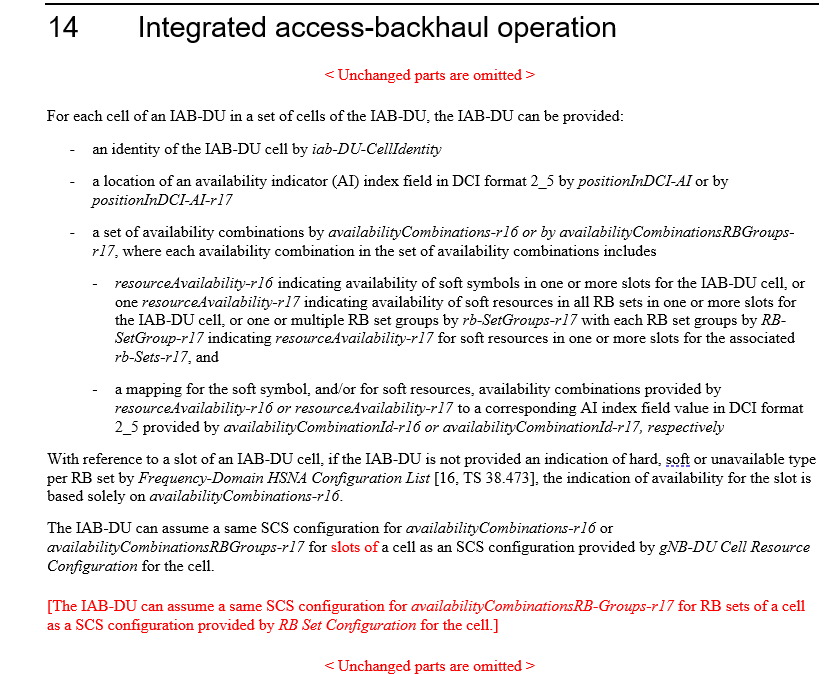 14 Integrated access-backhaul operation
< Unchanged parts are omitted >
For each cell of an IAB-DU in a set of cells of the IAB-DU, the IAB-DU can be provided:
- an identity of the IAB-DU cell by iab-DU-CellIdentity
- a location of an availability indicator (AI) index field in DCI format 2_5 by positionInDCI-AI or by
positionInDCI-AI-r17
- a set of availability combinations by availabilityCombinations-r16 or by availabilityCombinationsRBGroups-
r17, where each availability combination in the set of availability combinations includes
- resourceAvailability-r16 indicating availability of soft symbols in one or more slots for the IAB-DU cell, or
one resourceAvailability-r17 indicating availability of soft resources in all RB sets in one or more slots for
the IAB-DU cell, or one or multiple RB set groups by rb-SetGroups-r17 with each RB set groups by RB-
SetGroup-r17 indicating resourceAvailability-r17 for soft resources in one or more slots for the associated
rb-Sets-r17, and
- a mapping for the soft symbol, and/or for soft resources, availability combinations provided by
resourceAvailability-r16 or resourceAvailability-r17 to a corresponding AI index field value in DCI format
2_5 provided by availabilityCombinationId-r16 or availabilityCombinationId-r17, respectively
With reference to a slot of an IAB-DU cell, if the IAB-DU is not provided an indication of hard, soft or unavailable type
per RB set by Frequency-Domain HSNA Configuration List [16, TS 38.473], the indication of availability for the slot is
based solely on availabilityCombinations-r16.
The IAB-DU can assume a same SCS configuration for availabilityCombinations-r16 or
availabilityCombinationsRBGroups-r17 for slots of a cell as an SCS configuration provided by gNB-DU Cell Resource
Configuration for the cell.
[The IAB-DU can assume a same SCS configuration for availabilityCombinationsRB-Groups-r17 for RB sets of a cell
as a SCS configuration provided by RB Set Configuration for the cell.]
< Unchanged parts are omitted >